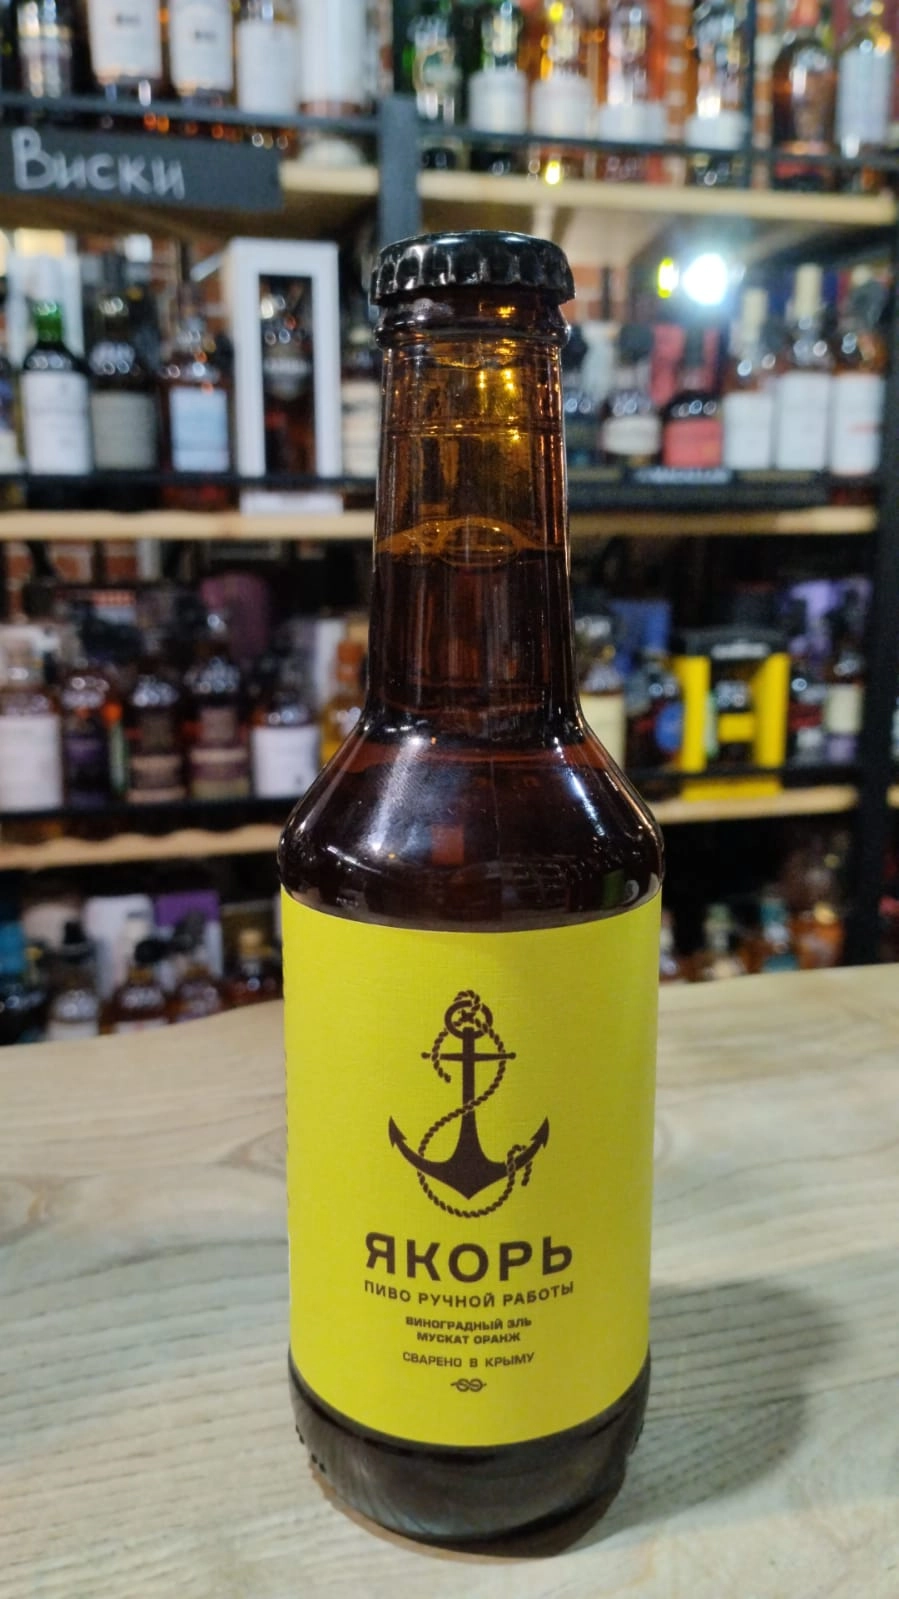 Виски
ЯКОРЬ
ПИВО РУЧНОЙ РАБОТЫ
ВИНОГРАДНЫЙ ЭЛЬ
МУСКАТ ОРАНЖ
СВАРЕНО В КРЫМУ